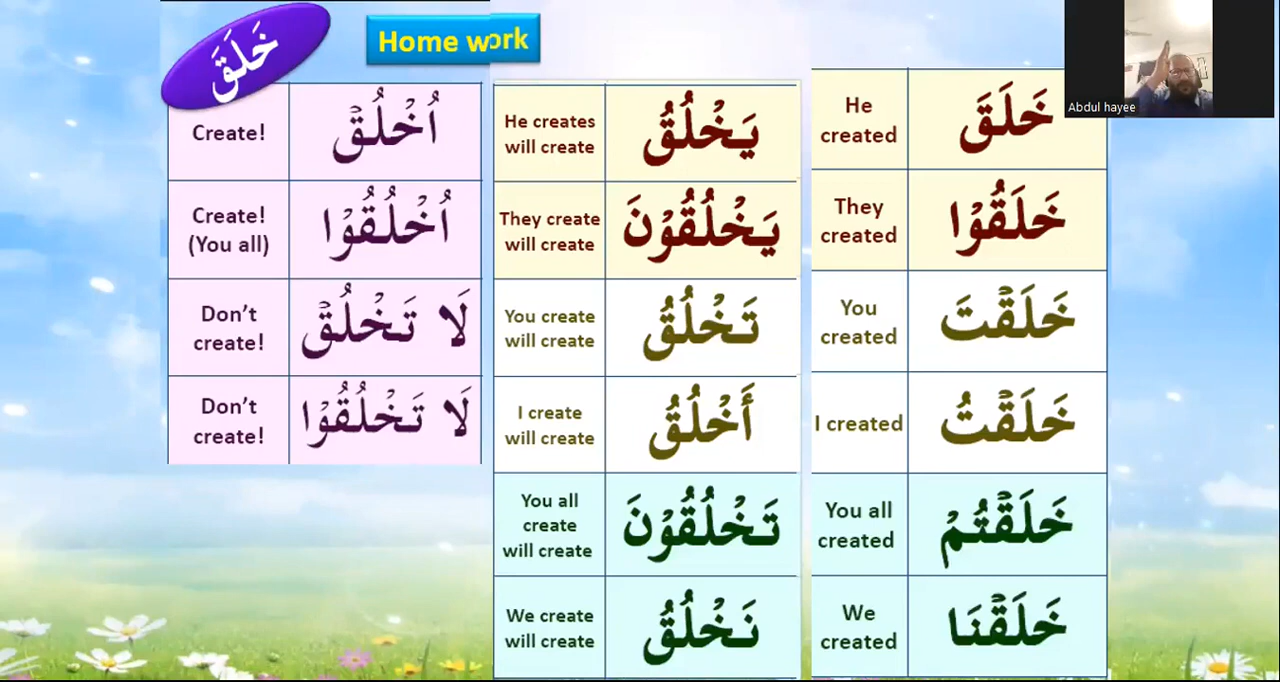 خَلَقَ
Home work
Abdul hayee
Create!
اُخْلُقْ
Create!
(You all)
اُخْلُقُوْا
Don’t
create!
لَا تَخْلُقْ
Don’t
create!
لَا تَخْلُقُوْا
He creates
will create
يَخْلُقُ
They create
will create
يَخْلُقُوْنَ
You create
will create
تَخْلُقُ
I create
will create
أَخْلُقُ
You all
create
will create
تَخْلُقُوْنَ
We create
will create
نَخْلُقُ
He
created
خَلَقَ
They
created
خَلَقُوْا
You
created
خَلَقْتَ
I created
خَلَقْتُ
You all
created
خَلَقْتُمْ
We
created
خَلَقْنَا